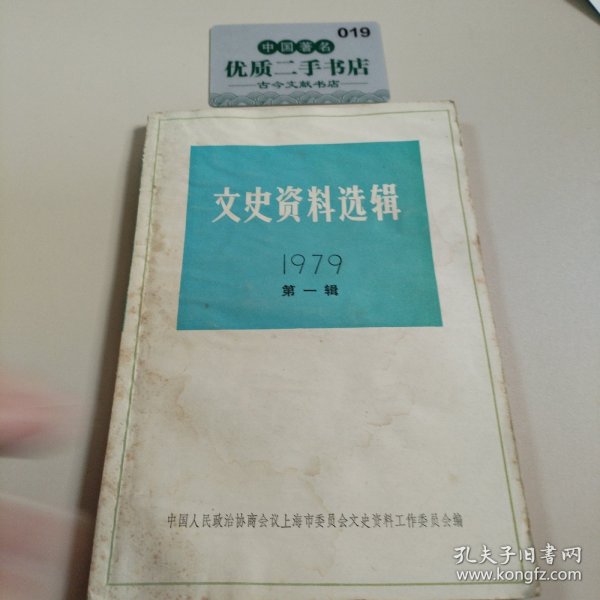 019
中国著名
优质二手书店
古今文献书店
文史资料选辑
1979
第一辑
中国人民政治协商会议上海市委员会文史资料工作委员会编
孔夫子旧书网
www.kongfz.com